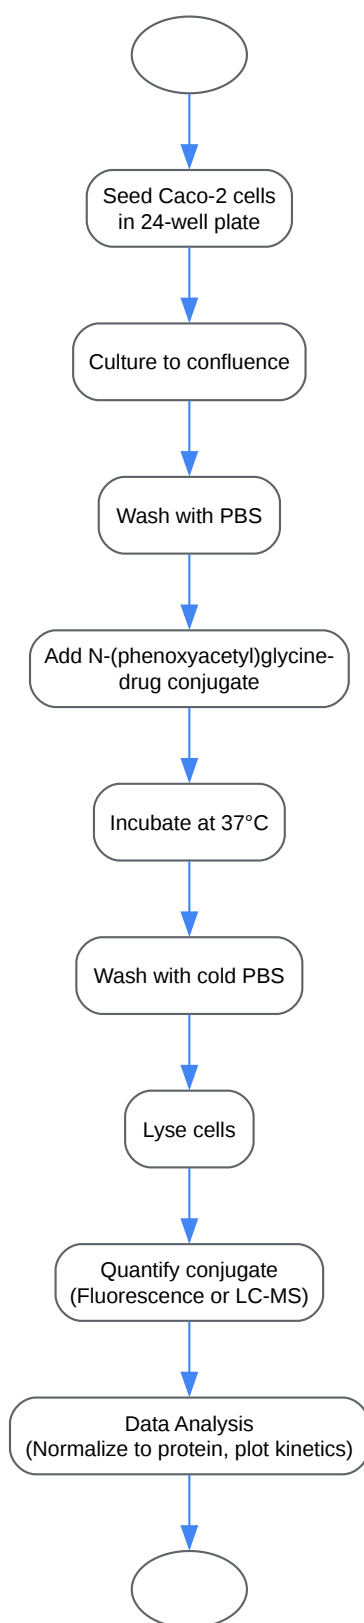 Seed Caco-2 cells
in 24-well plate
Culture to confluence
Wash with PBS
Add N-(phenoxyacetyl)glycine-
drug conjugate
Incubate at 37°C
Wash with cold PBS
Lyse cells
Quantify conjugate
(Fluorescence or LC-MS)
Data Analysis
(Normalize to protein, plot kinetics)